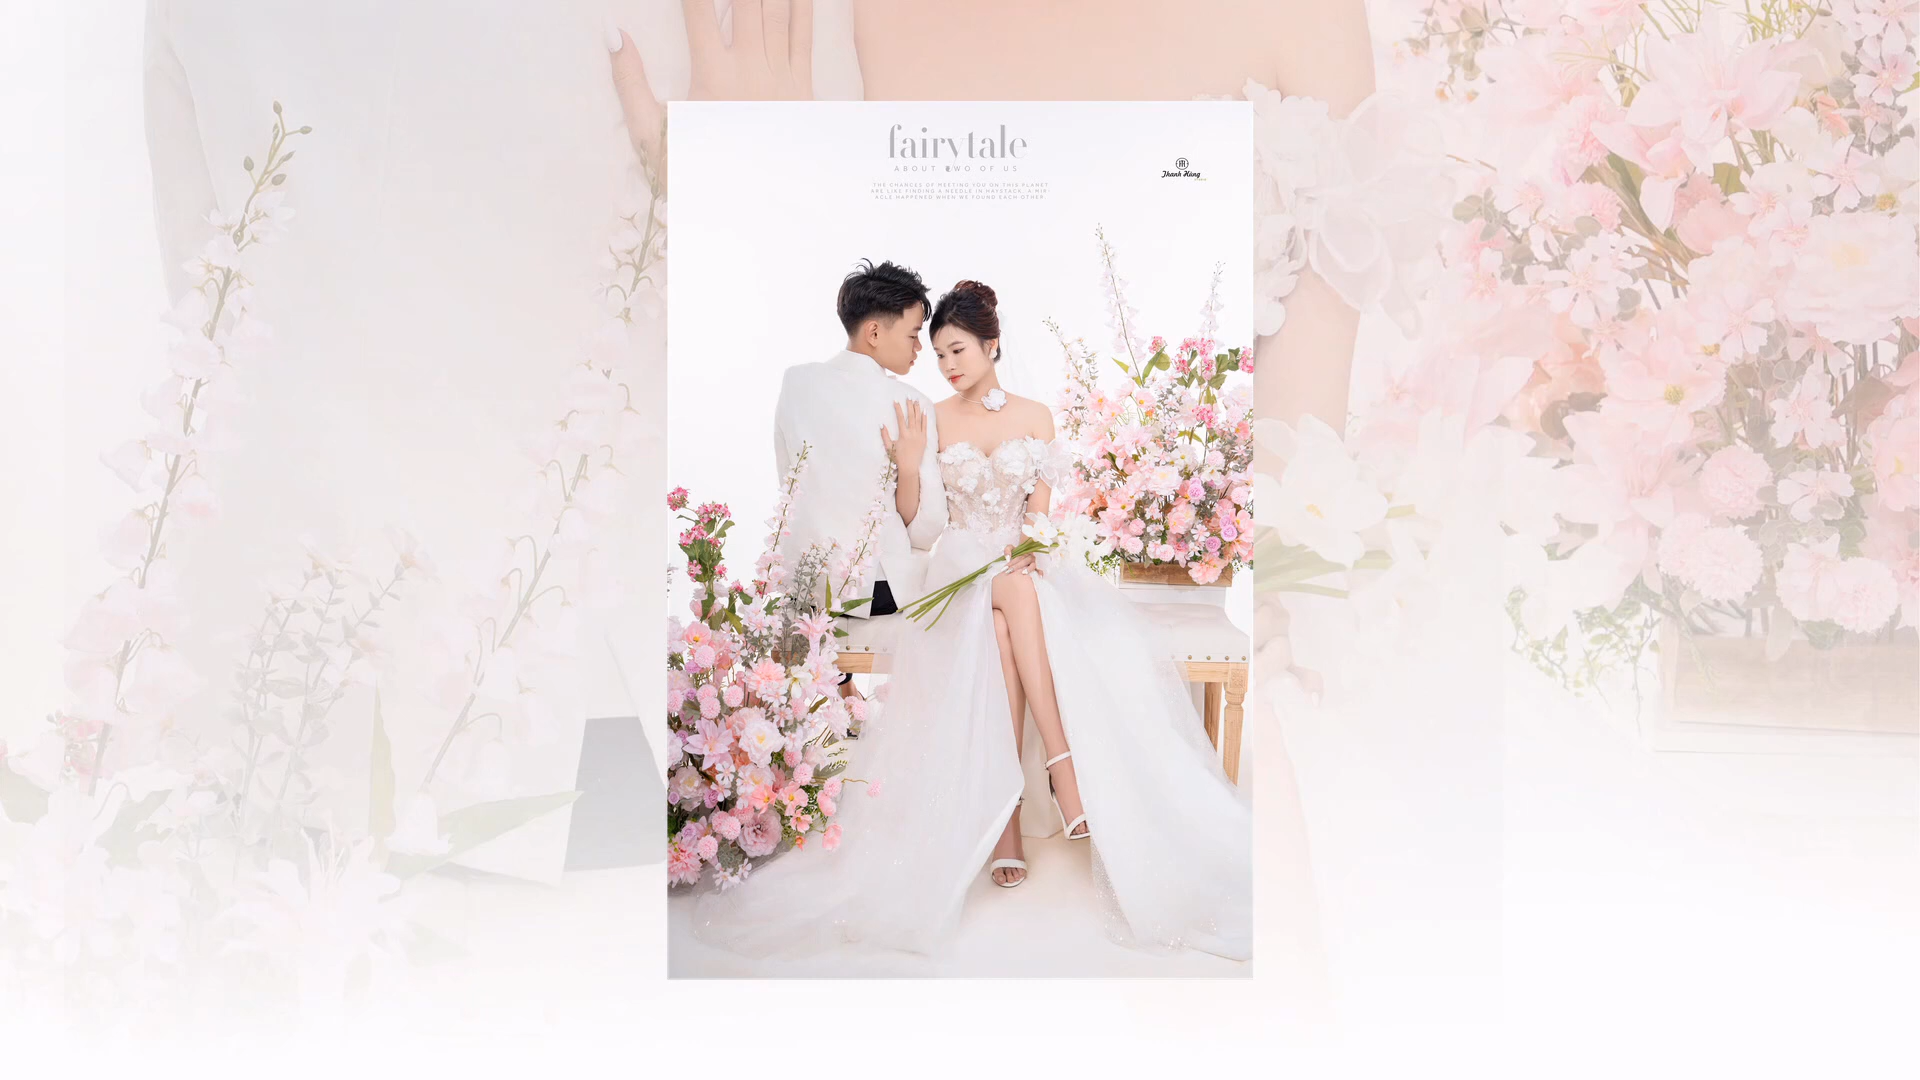 fairytale
ABOUT TWO OF US
THE CHANCES OF MEETING YOU ON THIS PLANET
ARE LIKE FINDING A NEEDLE IN HAYSTACK. A MIR-
ACLE HAPPENED WHEN WE FOUND EACH OTHER.
Thanh Hằng